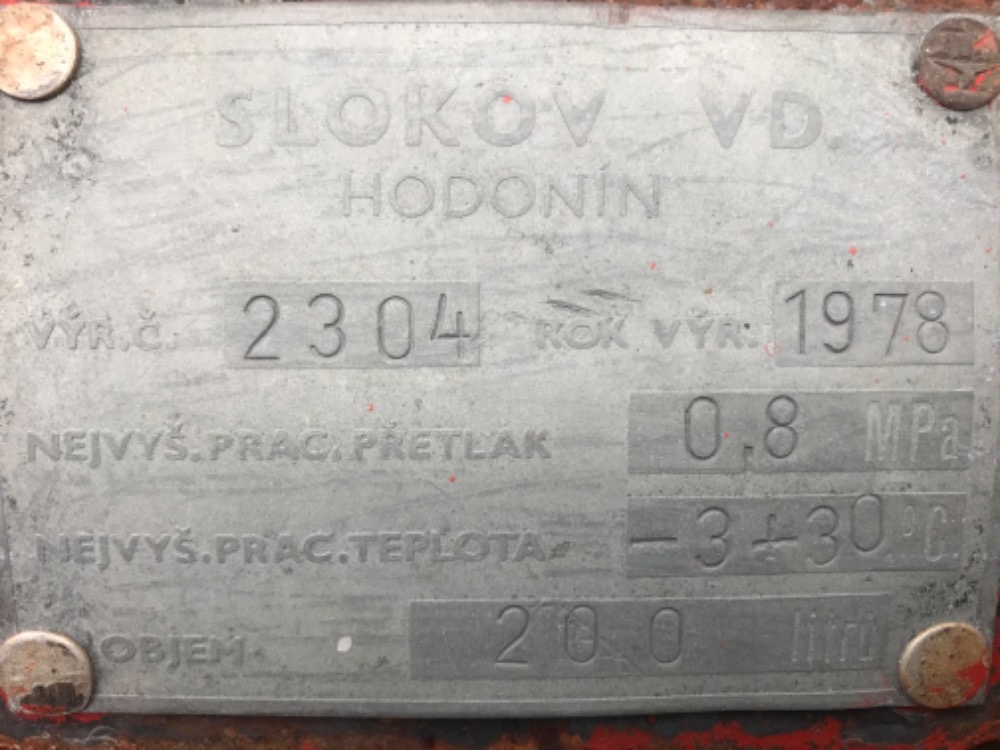 SLOKOV VD.
HODONÍN
VÝR.Č. 2304 ROK VÝR. 1978
NEJVYŠ.PRAC.PŘETLAK 0,8 MPa
NEJVYŠ.PRAC.TEPLOTA -3+30 °C.
OBJEM 200 litrů